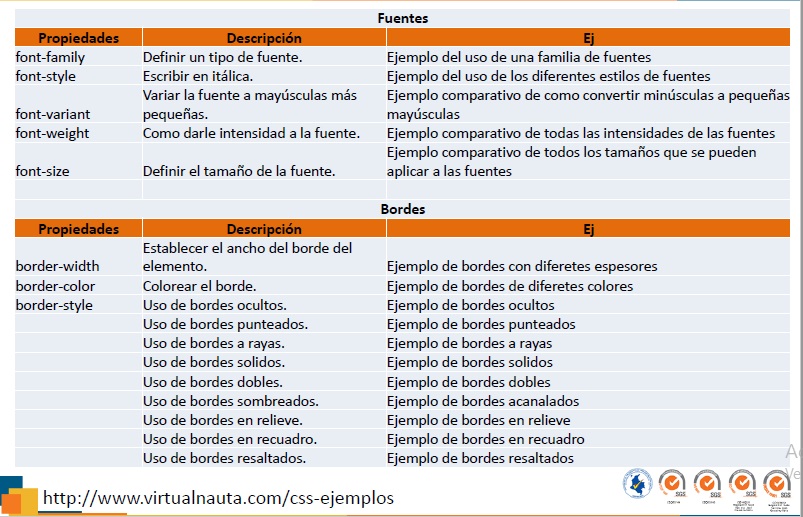 Fuentes
Propiedades Descripción Ej
font-family Definir un tipo de fuente. Ejemplo del uso de una familia de fuentes
font-style Escribir en itálica. Ejemplo del uso de los diferentes estilos de fuentes
font-variant Variar la fuente a mayúsculas más pequeñas. Ejemplo comparativo de como convertir minúsculas a pequeñas mayúsculas
font-weight Como darle intensidad a la fuente. Ejemplo comparativo de todas las intensidades de las fuentes
font-size Definir el tamaño de la fuente. Ejemplo comparativo de todos los tamaños que se pueden aplicar a las fuentes
Bordes
Propiedades Descripción Ej
border-width Establecer el ancho del borde del elemento. Ejemplo de bordes con diferetes espesores
border-color Colorear el borde. Ejemplo de bordes de diferetes colores
border-style Uso de bordes ocultos. Ejemplo de bordes ocultos
Uso de bordes punteados. Ejemplo de bordes punteados
Uso de bordes a rayas. Ejemplo de bordes a rayas
Uso de bordes solidos. Ejemplo de bordes solidos
Uso de bordes dobles. Ejemplo de bordes dobles
Uso de bordes sombreados. Ejemplo de bordes acanalados
Uso de bordes en relieve. Ejemplo de bordes en relieve
Uso de bordes en recuadro. Ejemplo de bordes en recuadro
Uso de bordes resaltados. Ejemplo de bordes resaltados
http://www.virtualnauta.com/css-ejemplos
SGS SGS SGS SGS